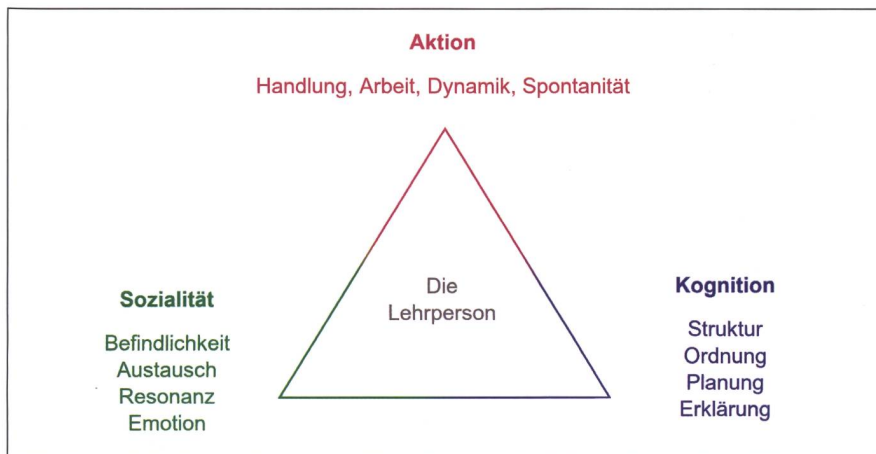 Aktion
Handlung, Arbeit, Dynamik, Spontanität
Die
Lehrperson
Sozialität
Befindlichkeit
Austausch
Resonanz
Emotion
Kognition
Struktur
Ordnung
Planung
Erklärung